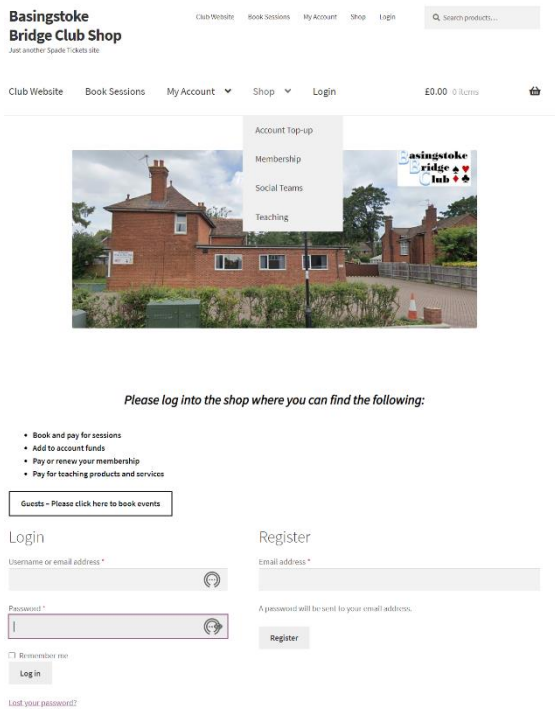 Basingstoke
Bridge Club Shop
Just another Spade Tickets site
Club Website Book Sessions My Account Shop Login
Search products...
Club Website Book Sessions My Account Shop Login
£0.00 0 items
Account Top-up
Membership
Social Teams
Teaching
Basingstoke
Bridge
Club
Please log into the shop where you can find the following:
Book and pay for sessions
Add to account funds
Pay or renew your membership
Pay for teaching products and services
Guests – Please click here to book events
Login
Username or email address *
Password *
Remember me
Log in
Lost your password?
Register
Email address *
A password will be sent to your email address.
Register